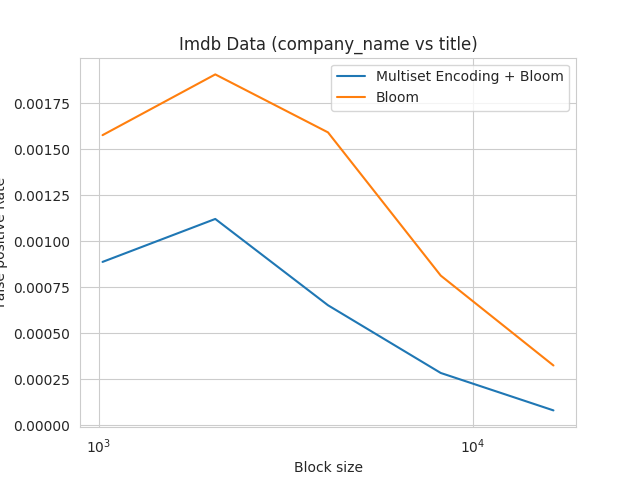 Imdb Data (company_name vs title)
Multiset Encoding + Bloom
Bloom
0.00175
0.00150
0.00125
0.00100
0.00075
0.00050
0.00025
0.00000
positive
10³
10⁴
Block size